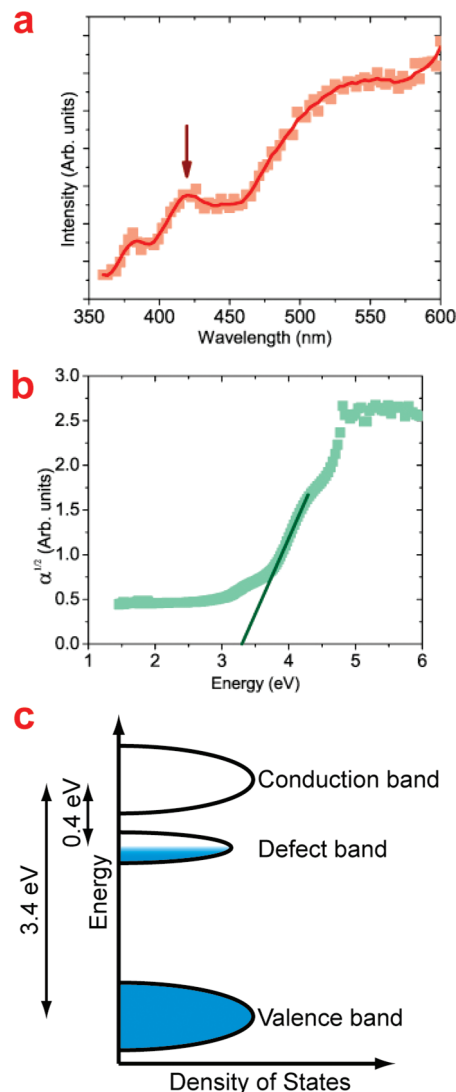 a
Intensity (Arb. units)
350 400 450 500 550 600
Wavelength (nm)
b
3.0
2.5
2.0
1.5
1.0
0.5
0.0
α1/2 (Arb. units)
1 2 3 4 5 6
Energy (eV)
c
Conduction band
0.4 eV
Defect band
3.4 eV
Energy
Valence band
Density of States